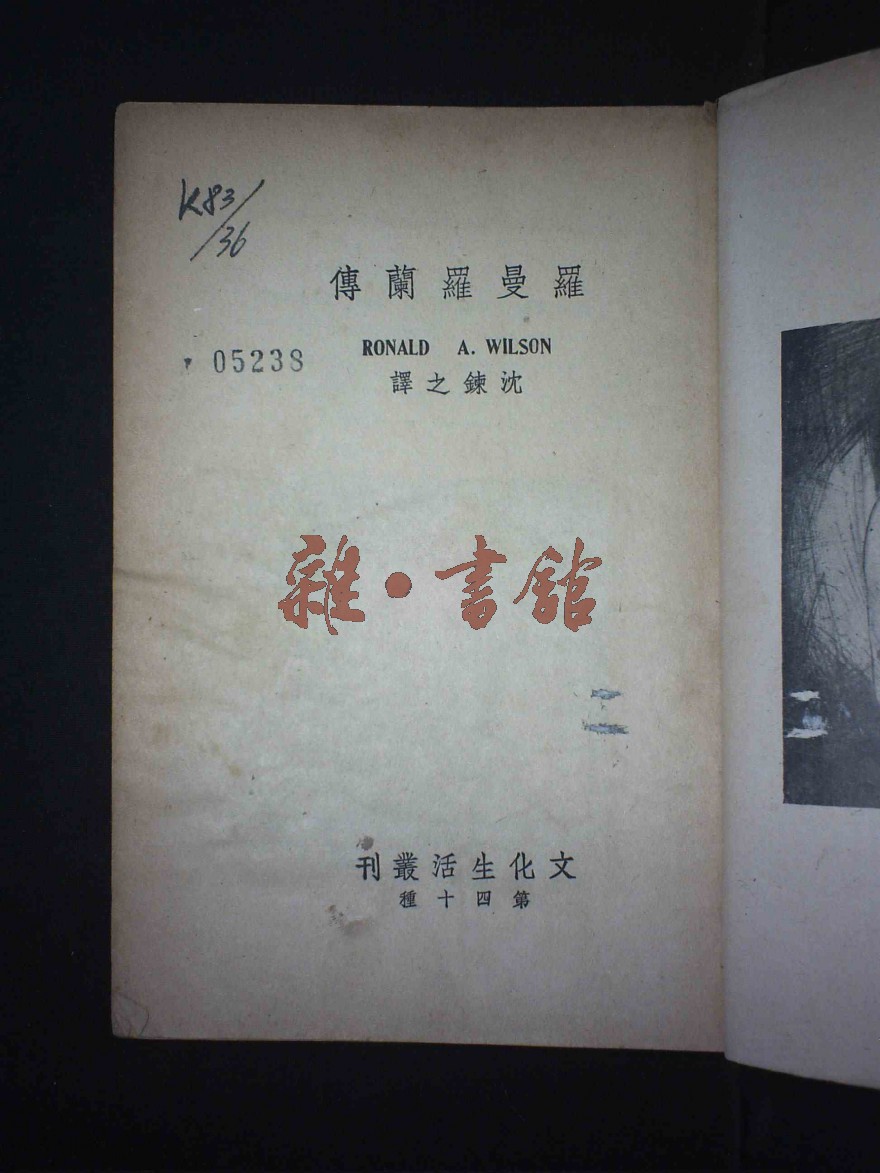 K83/36
羅曼羅蘭傳
05238
RONALD A. WILSON
沈鍊之譯
雜·書館
文化生活叢刊
第四十種